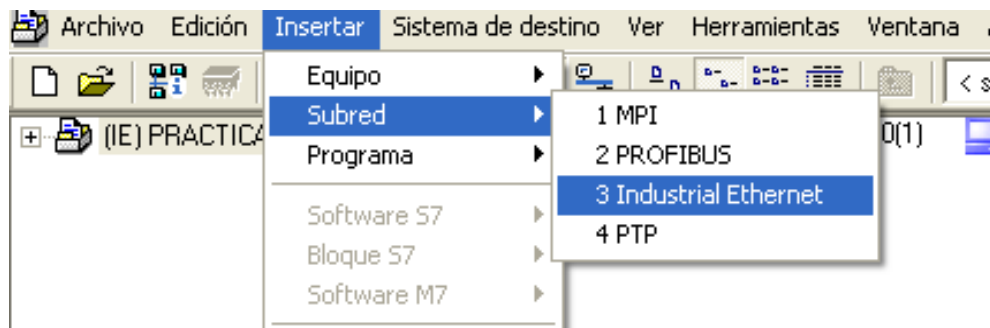 Archivo Edición Insertar Sistema de destino Ver Herramientas Ventana
Equipo
Subred
Programa
Software S7
Bloque S7
Software M7
1 MPI
2 PROFIBUS
3 Industrial Ethernet
4 PTP
(IE) PRACTICA
0(1)
< s